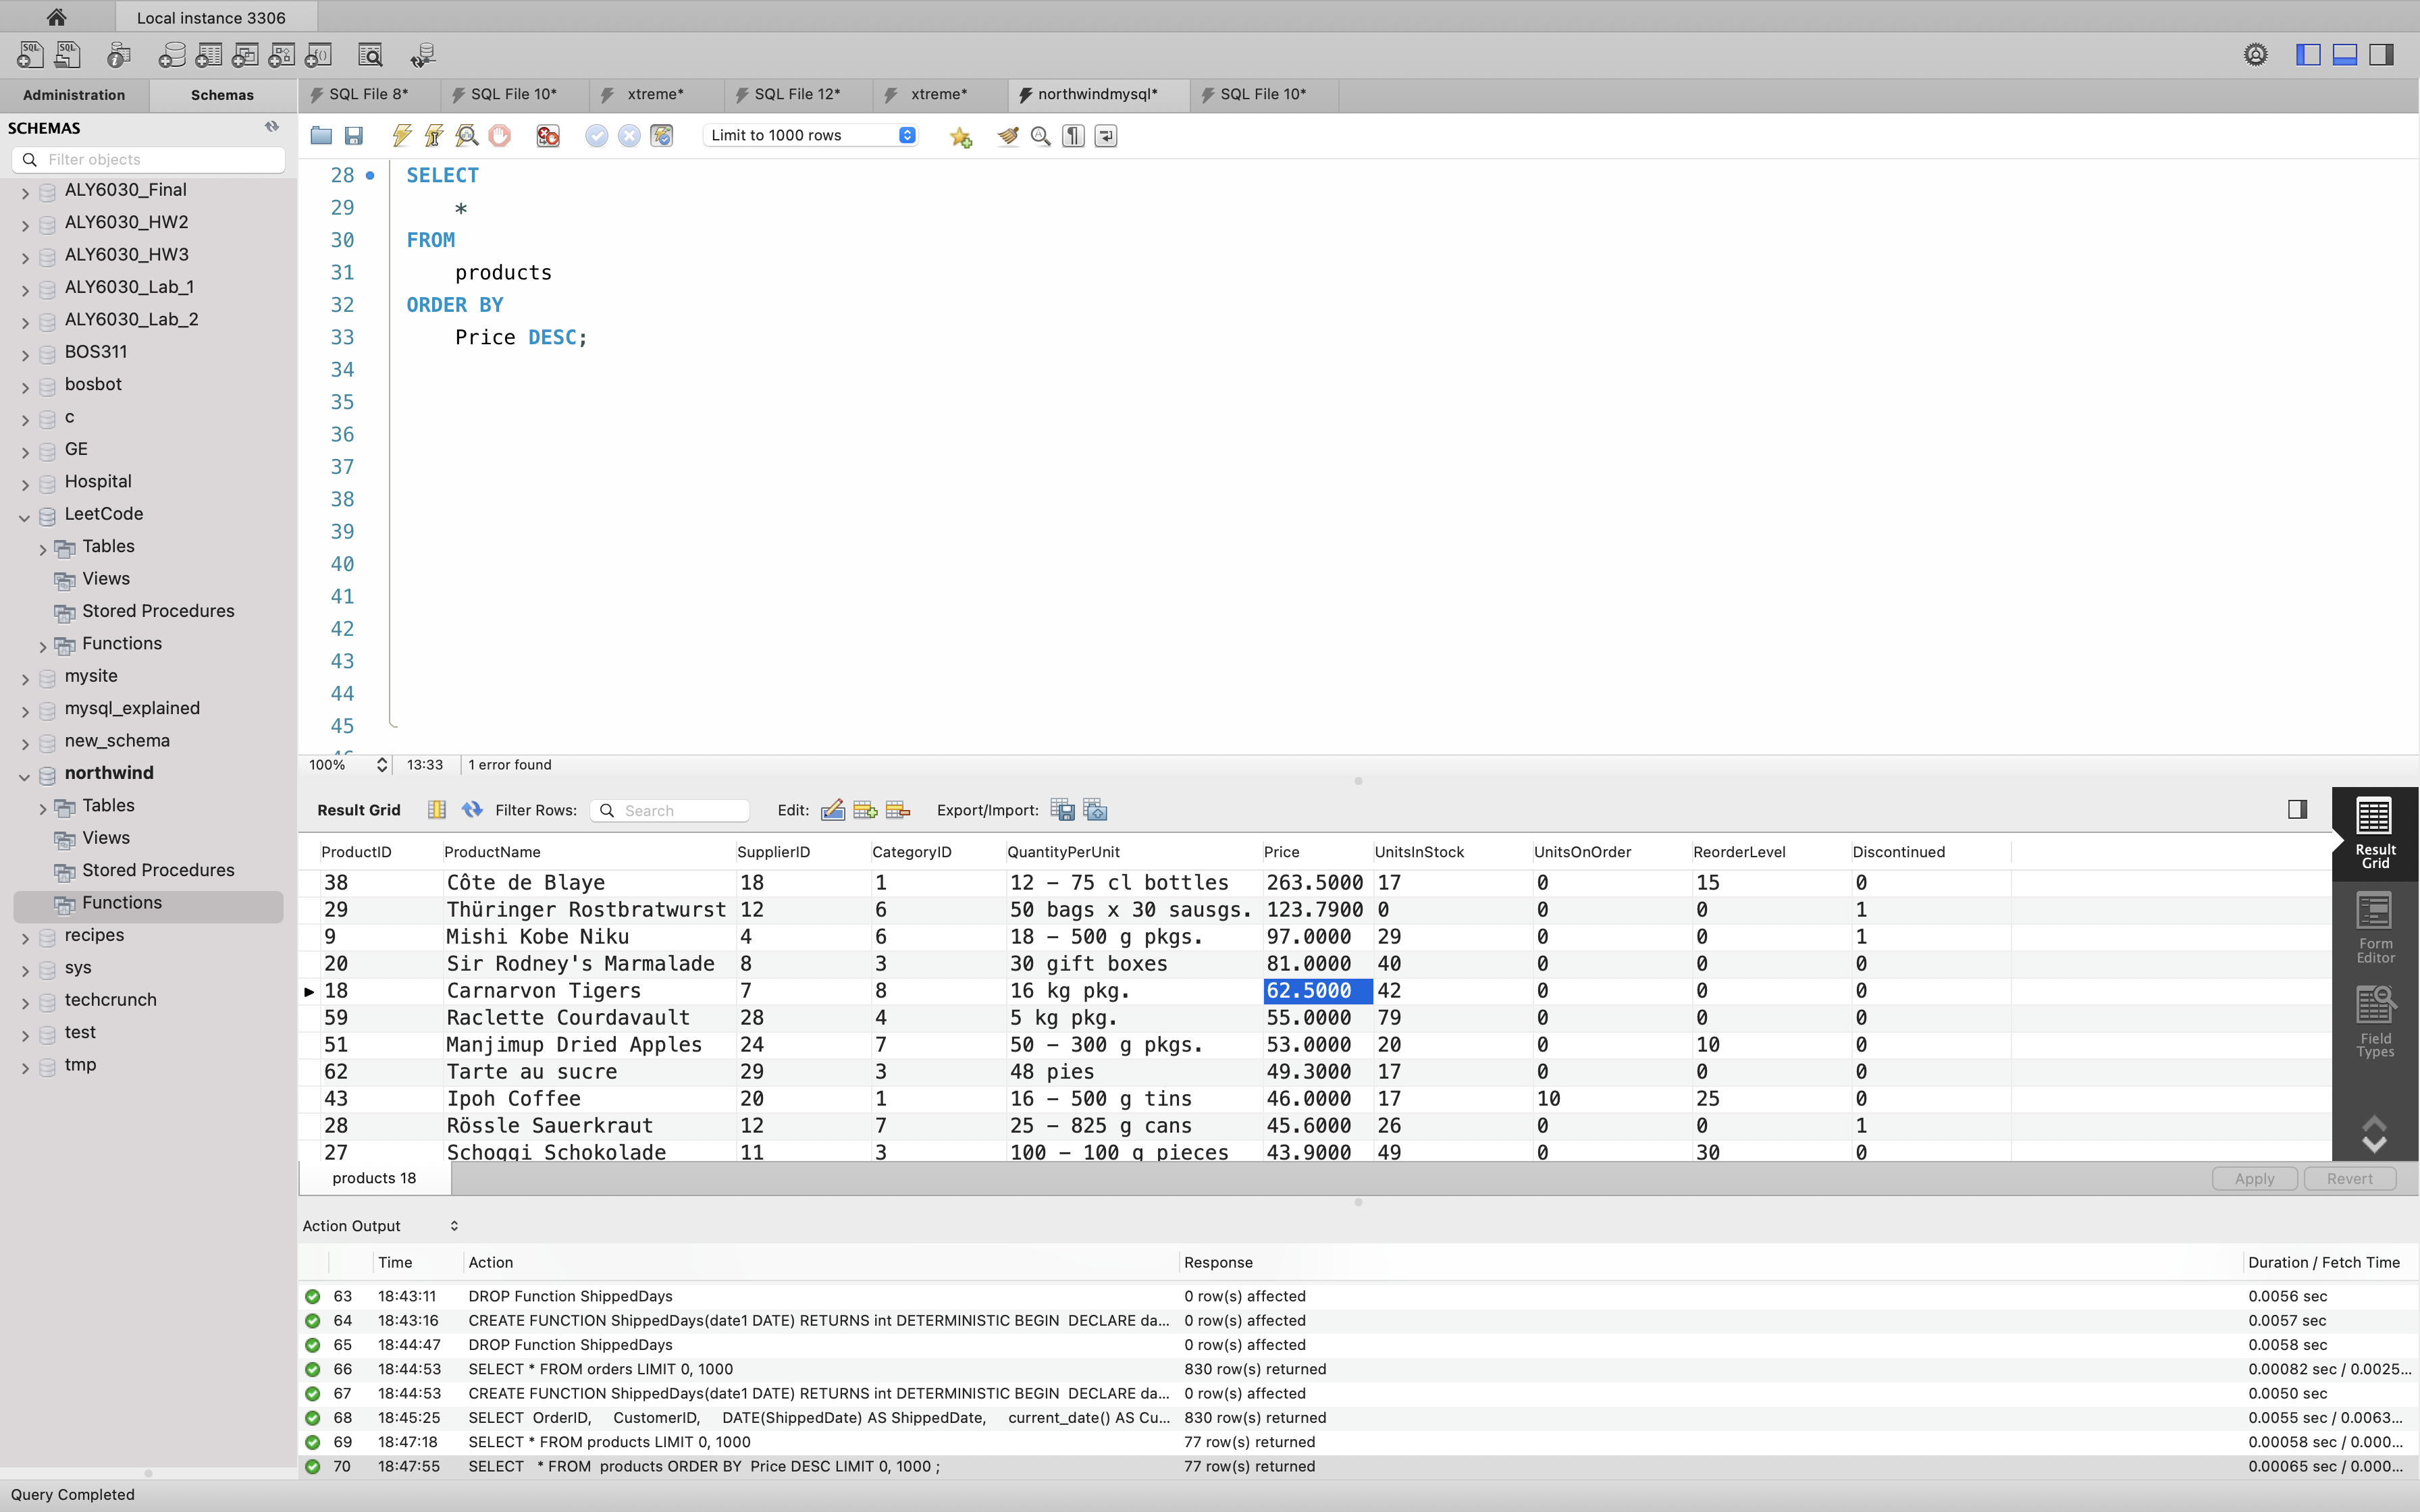 Local instance 3306
Administration Schemas SQL File 8* SQL File 10* xtreme* SQL File 12* xtreme* northwindmysql* SQL File 10*
SCHEMAS
Filter objects
Limit to 1000 rows
ALY6030_Final
ALY6030_HW2
ALY6030_HW3
ALY6030_Lab_1
ALY6030_Lab_2
BOS311
bosbot
c
GE
Hospital
LeetCode
Tables
Views
Stored Procedures
Functions
mysite
mysql_explained
new_schema
northwind
Tables
Views
Stored Procedures
Functions
recipes
sys
techcrunch
test
tmp
28 SELECT
29 *
30 FROM
31 products
32 ORDER BY
33 Price DESC;
34
35
36
37
38
39
40
41
42
43
44
45
100% 13:33 1 error found
Result Grid Filter Rows: Search Edit: Export/Import:
ProductID ProductName SupplierID CategoryID QuantityPerUnit Price UnitsInStock UnitsOnOrder ReorderLevel Discontinued
38 Côte de Blaye 18 1 12 - 75 cl bottles 263.5000 17 0 15 0
29 Thüringer Rostbratwurst 12 6 50 bags x 30 sausgs. 123.7900 0 0 0 1
9 Mishi Kobe Niku 4 6 18 - 500 g pkgs. 97.0000 29 0 0 1
20 Sir Rodney's Marmalade 8 3 30 gift boxes 81.0000 40 0 0 0
18 Carnarvon Tigers 7 8 16 kg pkg. 62.5000 42 0 0 0
59 Raclette Courdavault 28 4 5 kg pkg. 55.0000 79 0 0 0
51 Manjimup Dried Apples 24 7 50 - 300 g pkgs. 53.0000 20 0 10 0
62 Tarte au sucre 29 3 48 pies 49.3000 17 0 0 0
43 Ipoh Coffee 20 1 16 - 500 g tins 46.0000 17 10 25 0
28 Rössle Sauerkraut 12 7 25 - 825 g cans 45.6000 26 0 0 1
27 Schoggi Schokolade 11 3 100 - 100 g pieces 43.9000 49 0 30 0
Result
Grid
Form
Editor
Field
Types
products 18 Apply Revert
Action Output
Time Action Response Duration / Fetch Time
63 18:43:11 DROP Function ShippedDays 0 row(s) affected 0.0056 sec
64 18:43:16 CREATE FUNCTION ShippedDays(date1 DATE) RETURNS int DETERMINISTIC BEGIN DECLARE da... 0 row(s) affected 0.0057 sec
65 18:44:47 DROP Function ShippedDays 0 row(s) affected 0.0058 sec
66 18:44:53 SELECT * FROM orders LIMIT 0, 1000 830 row(s) returned 0.00082 sec / 0.0025...
67 18:44:53 CREATE FUNCTION ShippedDays(date1 DATE) RETURNS int DETERMINISTIC BEGIN DECLARE da... 0 row(s) affected 0.0050 sec
68 18:45:25 SELECT OrderID, CustomerID, DATE(ShippedDate) AS ShippedDate, current_date() AS Cu... 830 row(s) returned 0.0055 sec / 0.0063...
69 18:47:18 SELECT * FROM products LIMIT 0, 1000 77 row(s) returned 0.00058 sec / 0.000...
70 18:47:55 SELECT * FROM products ORDER BY Price DESC LIMIT 0, 1000 ; 77 row(s) returned 0.00065 sec / 0.000...
Query Completed